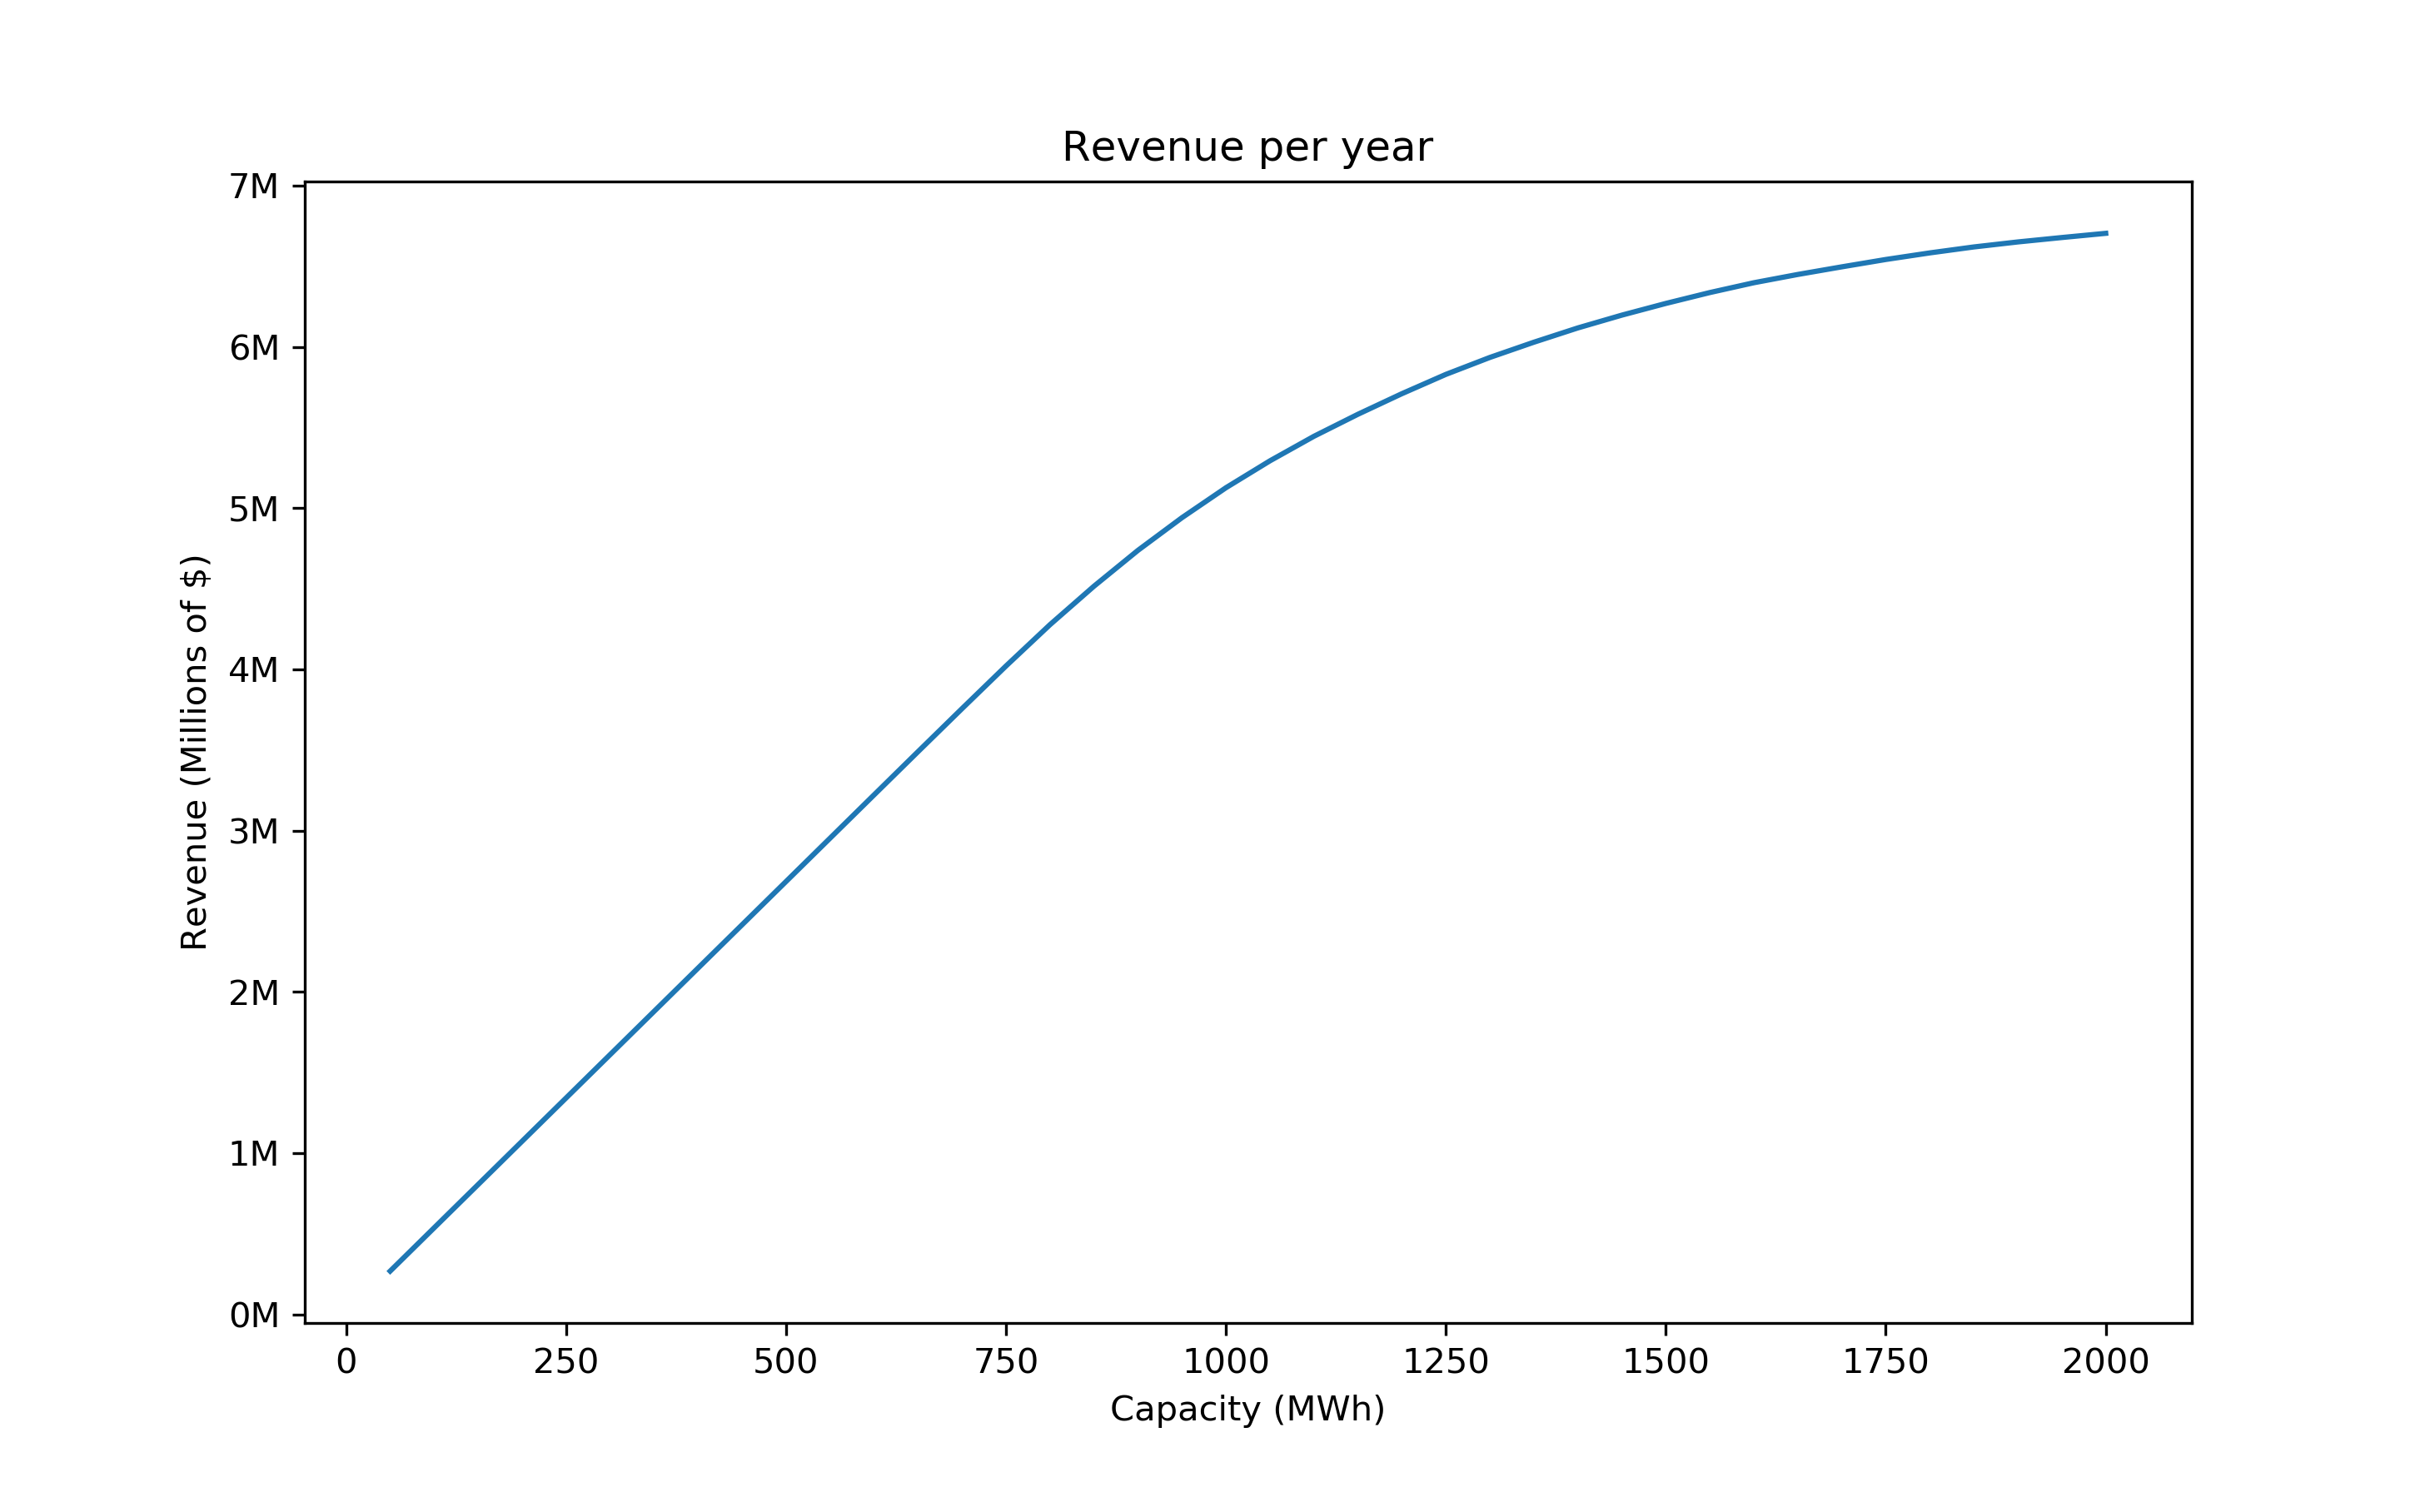 Revenue per year
7M
6M
5M
4M
3M
2M
1M
0M
Revenue (Millions of $)
0 250 500 750 1000 1250 1500 1750 2000
Capacity (MWh)